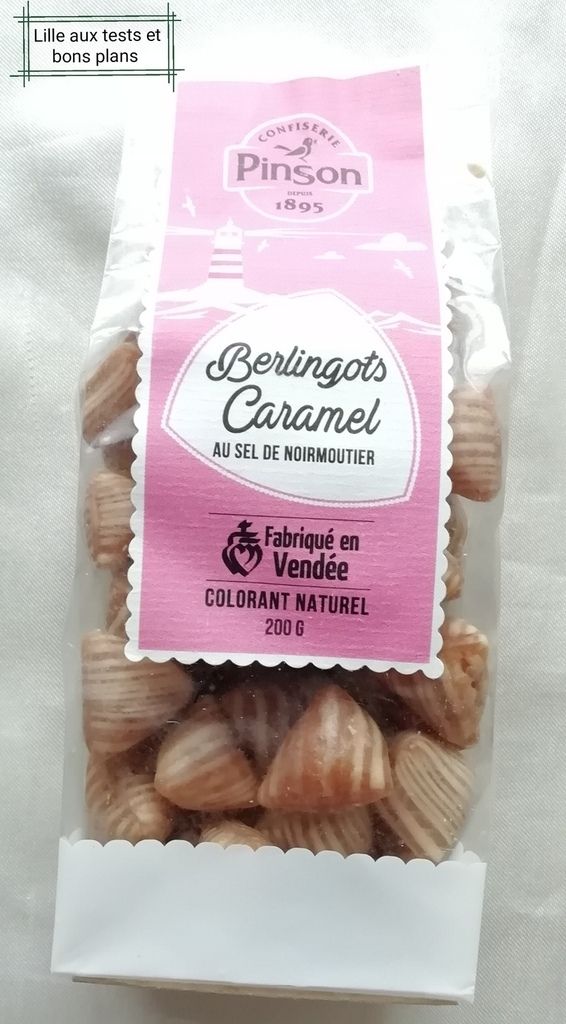 Lille aux tests et
bons plans
CONFISERIE
Pinson
DEPUIS
1895
Berlingots
Caramel
AU SEL DE NOIRMOUTIER
Fabriqué en
Vendée
COLORANT NATUREL
200 G